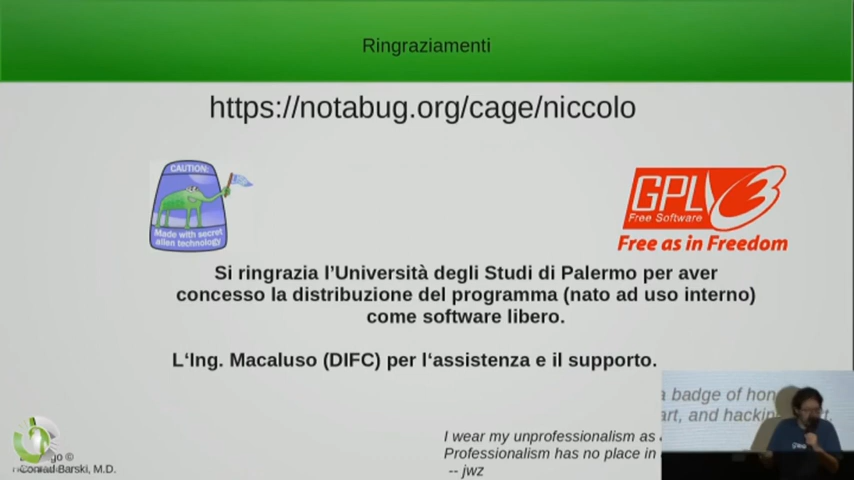 Ringraziamenti
https://notabug.org/cage/niccolo
CAUTION:
Made with secret
alien technology
GPL 3
Free Software
Free as in Freedom
Si ringrazia l’Università degli Studi di Palermo per aver
concesso la distribuzione del programma (nato ad uso interno)
come software libero.
L‘Ing. Macaluso (DIFC) per l‘assistenza e il supporto.
a badge of hon
art, and hackin
I wear my unprofessionalism as
Professionalism has no place in
-- jwz
©
Conrad Barski, M.D.